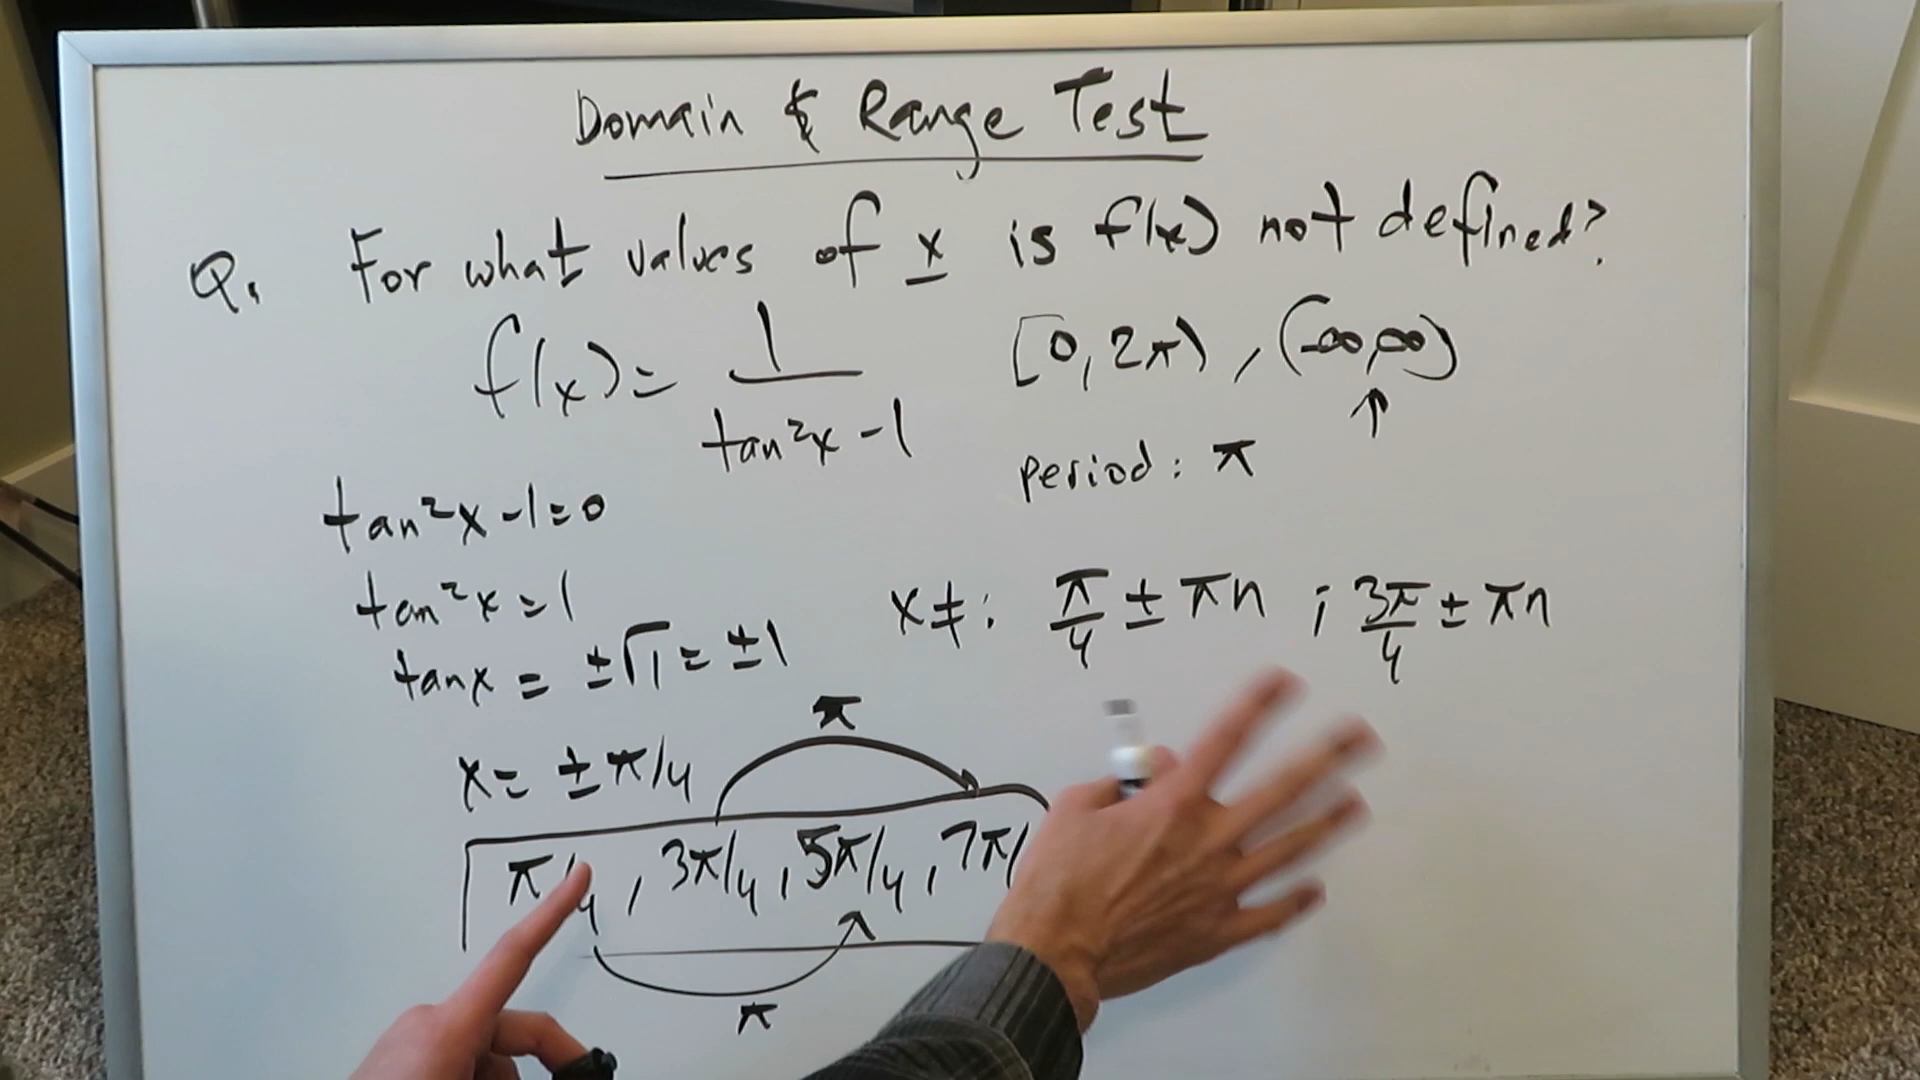 Domain & Range Test
Q. For what values of x is f(x) not defined?
f(x) = 1 / tan²x - 1
[0, 2π) , (-∞,∞)
↑
period: π
tan²x - 1 = 0
tan²x = 1
tanx = ±√1 = ±1
x≠: π/4 ± πn ; 3π/4 ± πn
x = ±π/4
π
π/4 , 3π/4 , 5π/4 , 7π/
π